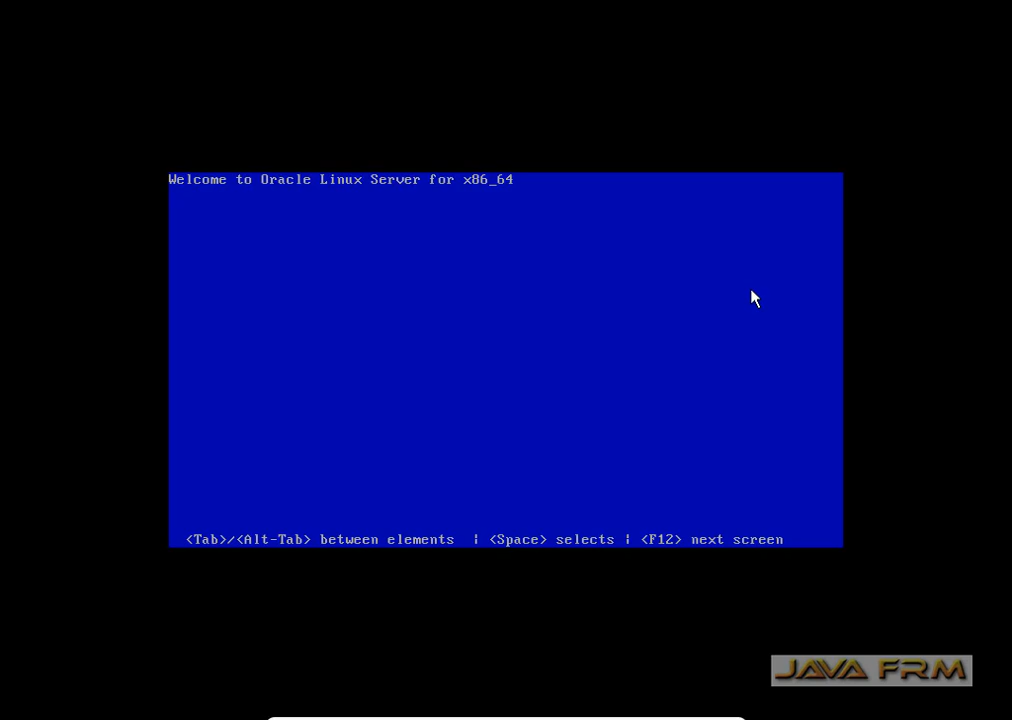 Welcome to Oracle Linux Server for x86_64
<Tab>/<Alt-Tab> between elements  | <Space> selects | <F12> next screen
JAVA FRM